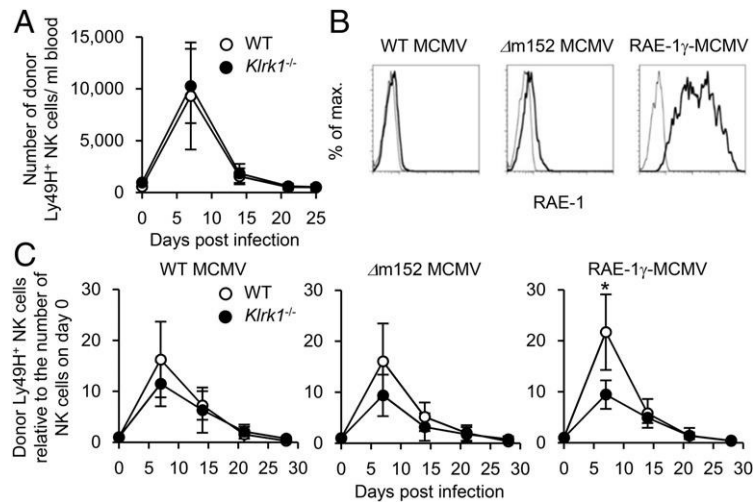 A
Number of donor
Ly49H⁺ NK cells/ ml blood
15,000
10,000
5,000
0
WT
Klrk1⁻/⁻
0 5 10 15 20 25
Days post infection
B
WT MCMV
Δm152 MCMV
RAE-1γ-MCMV
% of max.
RAE-1
C
Donor Ly49H⁺ NK cells
relative to the number of
NK cells on day 0
WT MCMV
30
20
10
0
WT
Klrk1⁻/⁻
0 5 10 15 20 25 30
Δm152 MCMV
30
20
10
0
0 5 10 15 20 25 30
RAE-1γ-MCMV
30
20
10
0
*
0 5 10 15 20 25 30
Days post infection